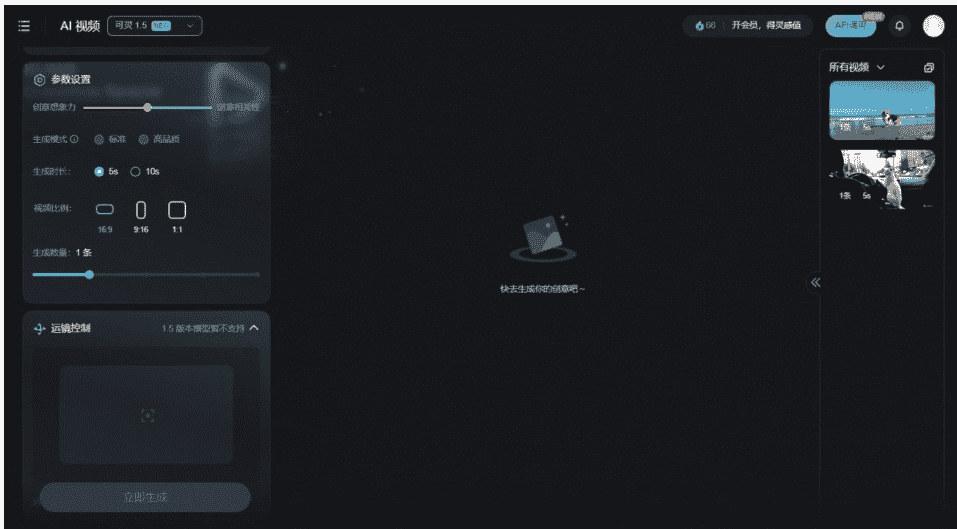 AI 视频
可灵 1.5 NEW
66 开会员，得灵感值
参数设置
创意想象力 创意相关性
生成模式 标准 高品质
生成时长: 5s 10s
视频比例:
16:9 9:16 1:1
生成数量: 1 条
运镜控制 1.5 版本模型暂不支持
立即生成
快去生成你的创意吧~
所有视频
1条 5s
1条 5s